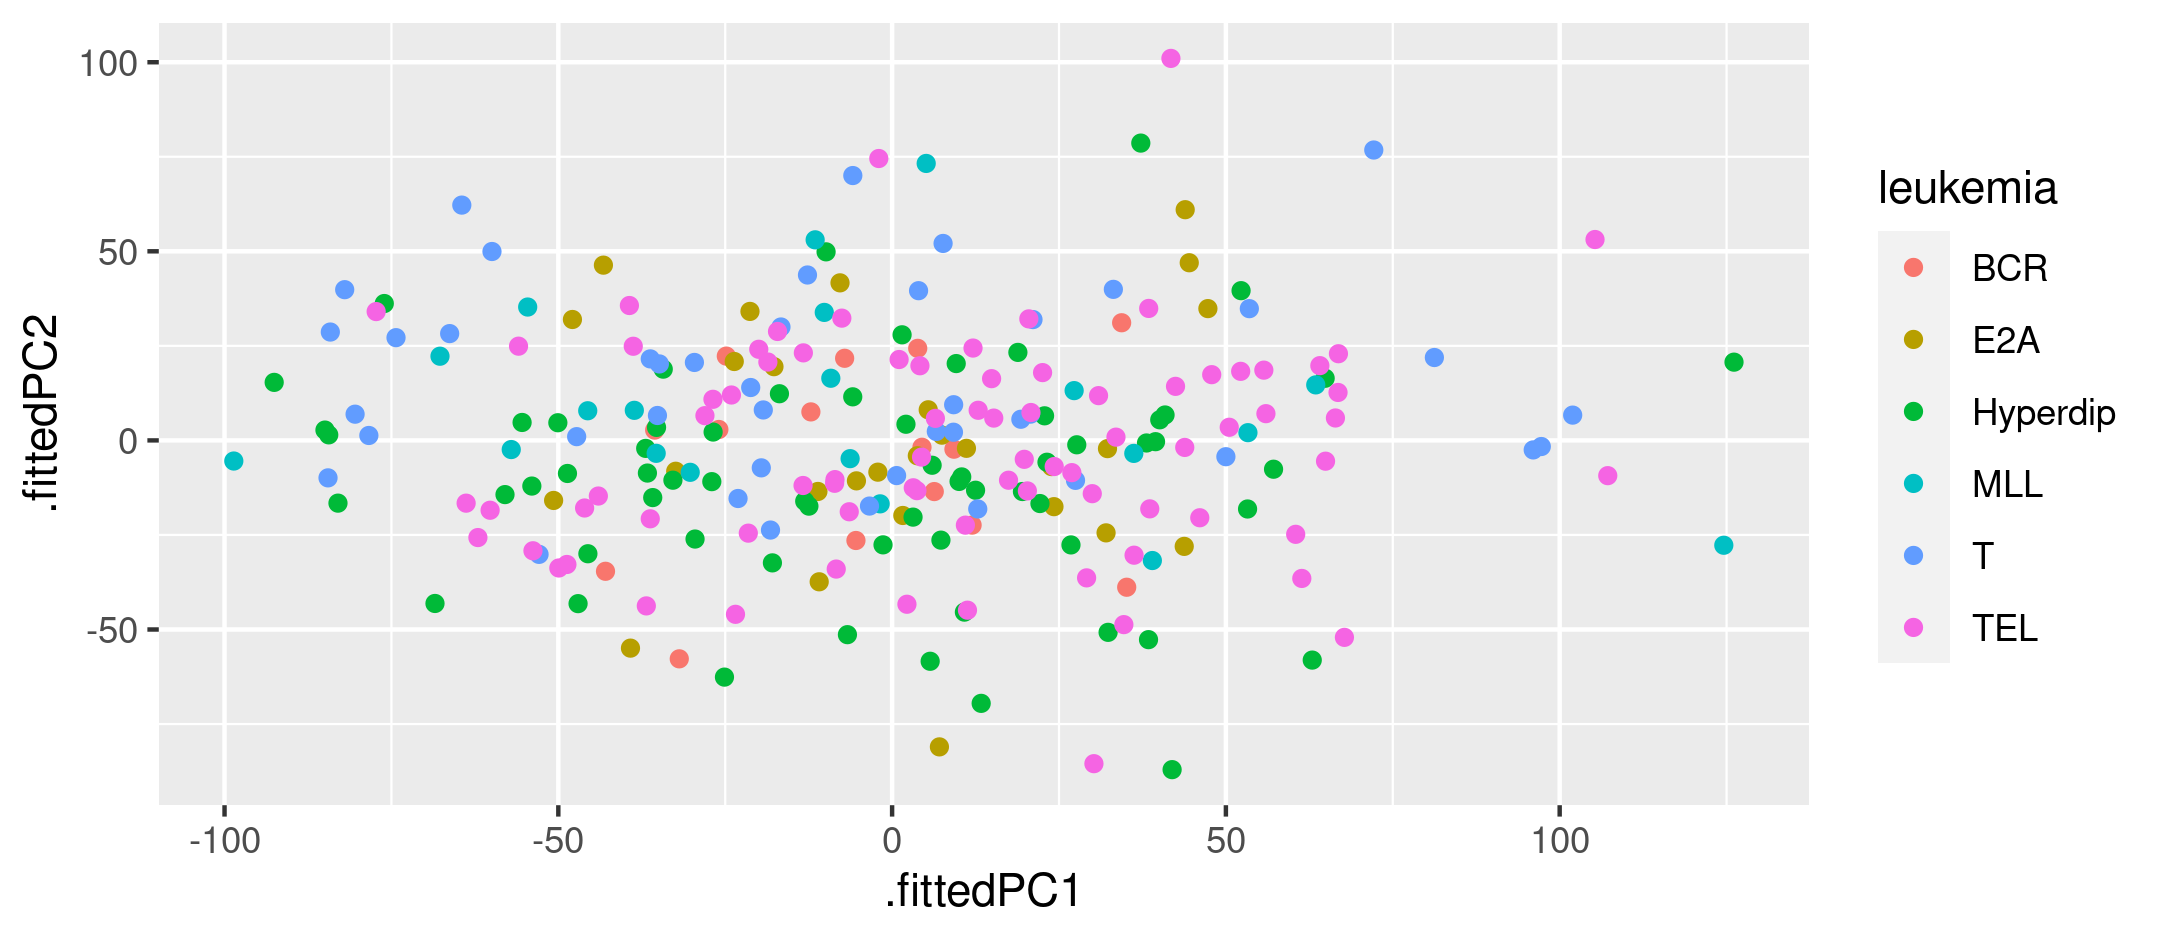 100
50
0
-50
.fittedPC2
-100
-50
0
50
100
.fittedPC1
leukemia
BCR
E2A
Hyperdip
MLL
T
TEL